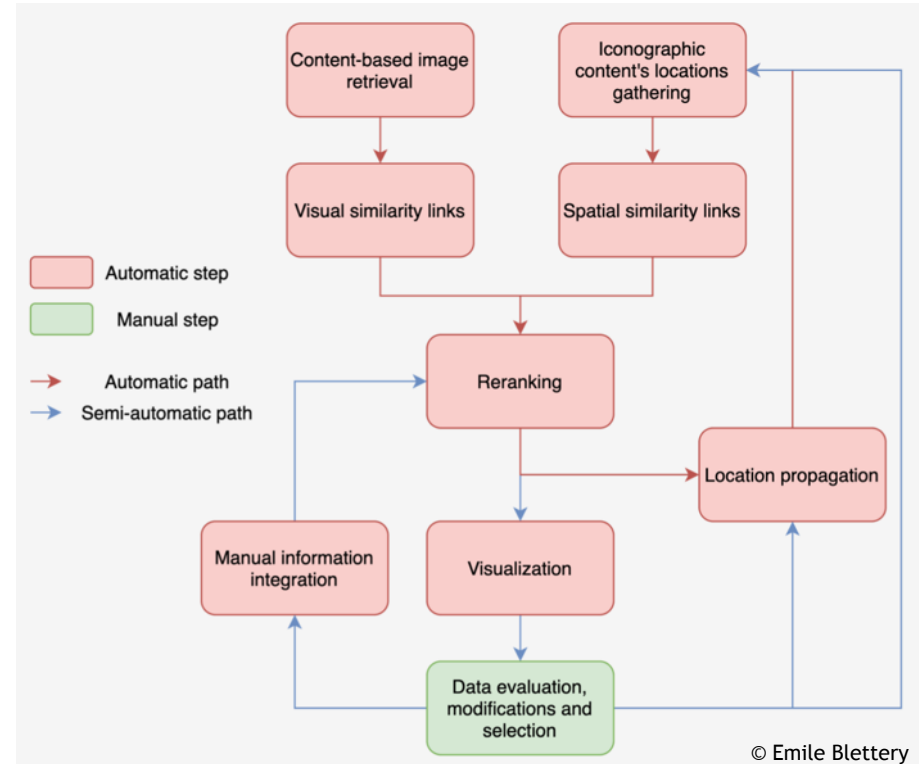 Content-based image
retrieval
Iconographic
content's locations
gathering
Visual similarity links
Spatial similarity links
Automatic step
Manual step
Automatic path
Semi-automatic path
Reranking
Location propagation
Manual information
integration
Visualization
Data evaluation,
modifications and
selection
© Emile Blettery